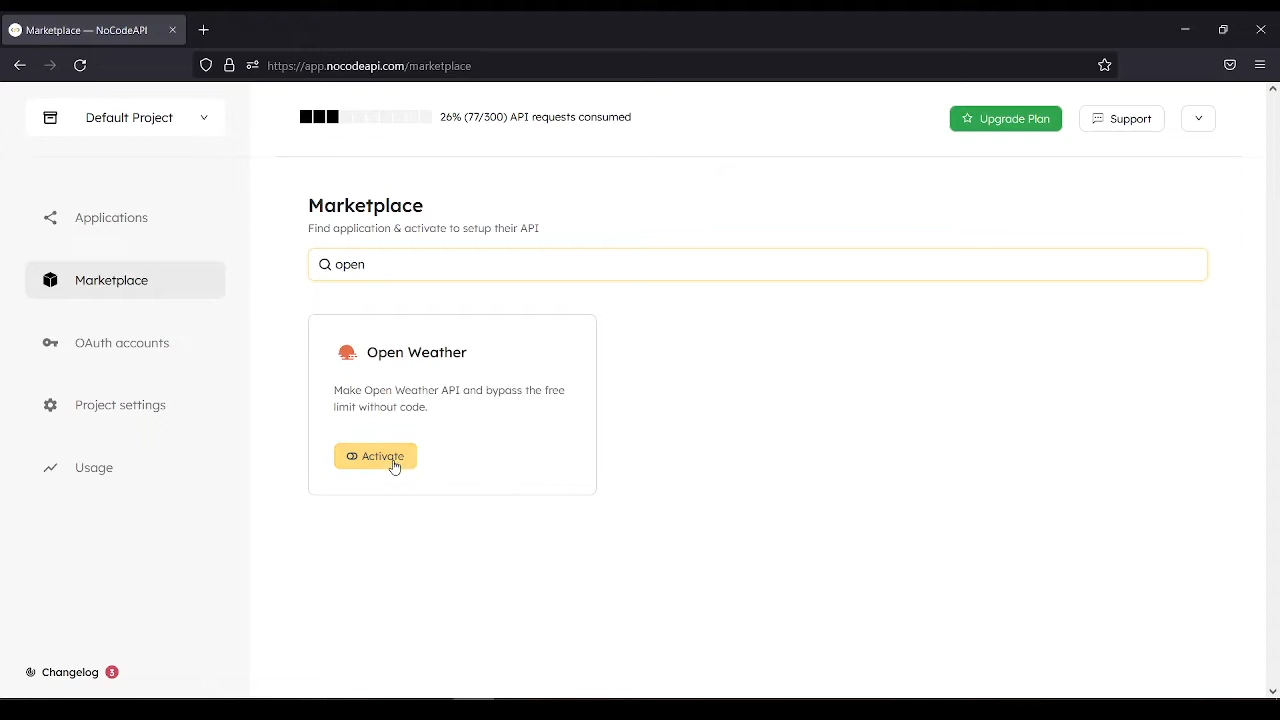 Marketplace — NoCodeAPI
https://app.nocodeapi.com/marketplace
Default Project
26% (77/300) API requests consumed
Upgrade Plan
Support
Applications
Marketplace
OAuth accounts
Project settings
Usage
Changelog 3
Marketplace
Find application & activate to setup their API
open
Open Weather
Make Open Weather API and bypass the free
limit without code.
Activate